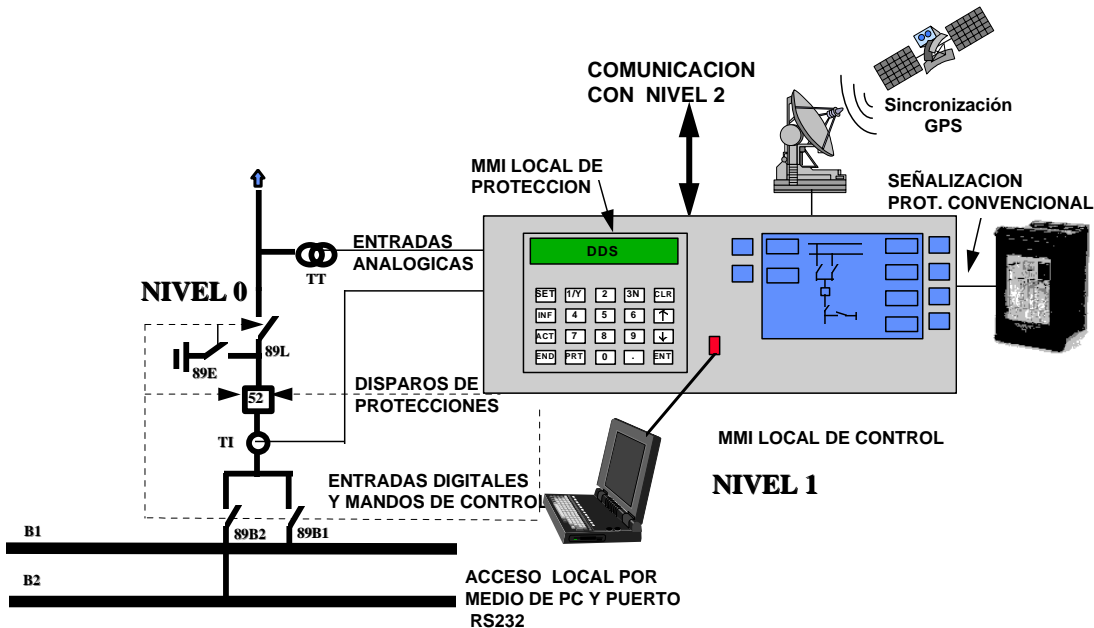 COMUNICACION
CON NIVEL 2
Sincronización
GPS
MMI LOCAL DE
PROTECCION
SEÑALIZACION
PROT. CONVENCIONAL
ENTRADAS
ANALOGICAS
TT
DDS
NIVEL 0
SET 1/Y 2 3N CLR
INF 4 5 6 ↑
ACT 7 8 9 ↓
END PRT 0 . ENT
89L
89E
52
DISPAROS DE
PROTECCIONES
TI
MMI LOCAL DE CONTROL
ENTRADAS DIGITALES
Y MANDOS DE CONTROL
NIVEL 1
B1
89B2
89B1
B2
ACCESO LOCAL POR
MEDIO DE PC Y PUERTO
RS232